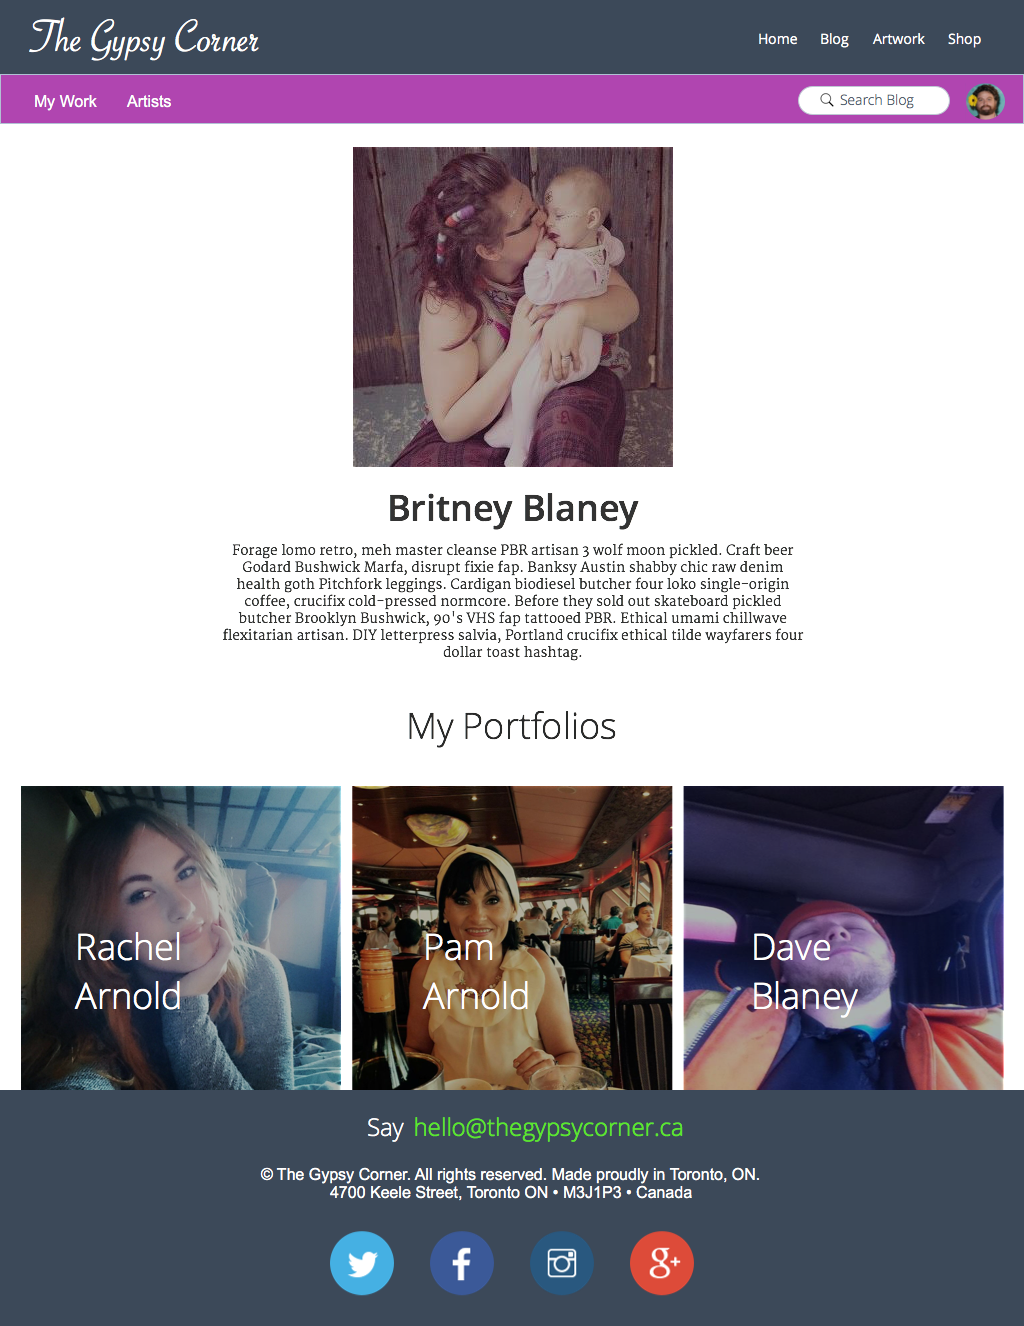 The Gypsy Corner
Home Blog Artwork Shop
My Work Artists
Search Blog
Britney Blaney
Forage lomo retro, meh master cleanse PBR artisan 3 wolf moon pickled. Craft beer
Godard Bushwick Marfa, disrupt fixie fap. Banksy Austin shabby chic raw denim
health goth Pitchfork leggings. Cardigan biodiesel butcher four loko single-origin
coffee, crucifix cold-pressed normcore. Before they sold out skateboard pickled
butcher Brooklyn Bushwick, 90's VHS fap tattooed PBR. Ethical umami chillwave
flexitarian artisan. DIY letterpress salvia, Portland crucifix ethical tilde wayfarers four
dollar toast hashtag.
My Portfolios
Rachel
Arnold
Pam
Arnold
Dave
Blaney
Say hello@thegypsycorner.ca
© The Gypsy Corner. All rights reserved. Made proudly in Toronto, ON.
4700 Keele Street, Toronto ON • M3J1P3 • Canada